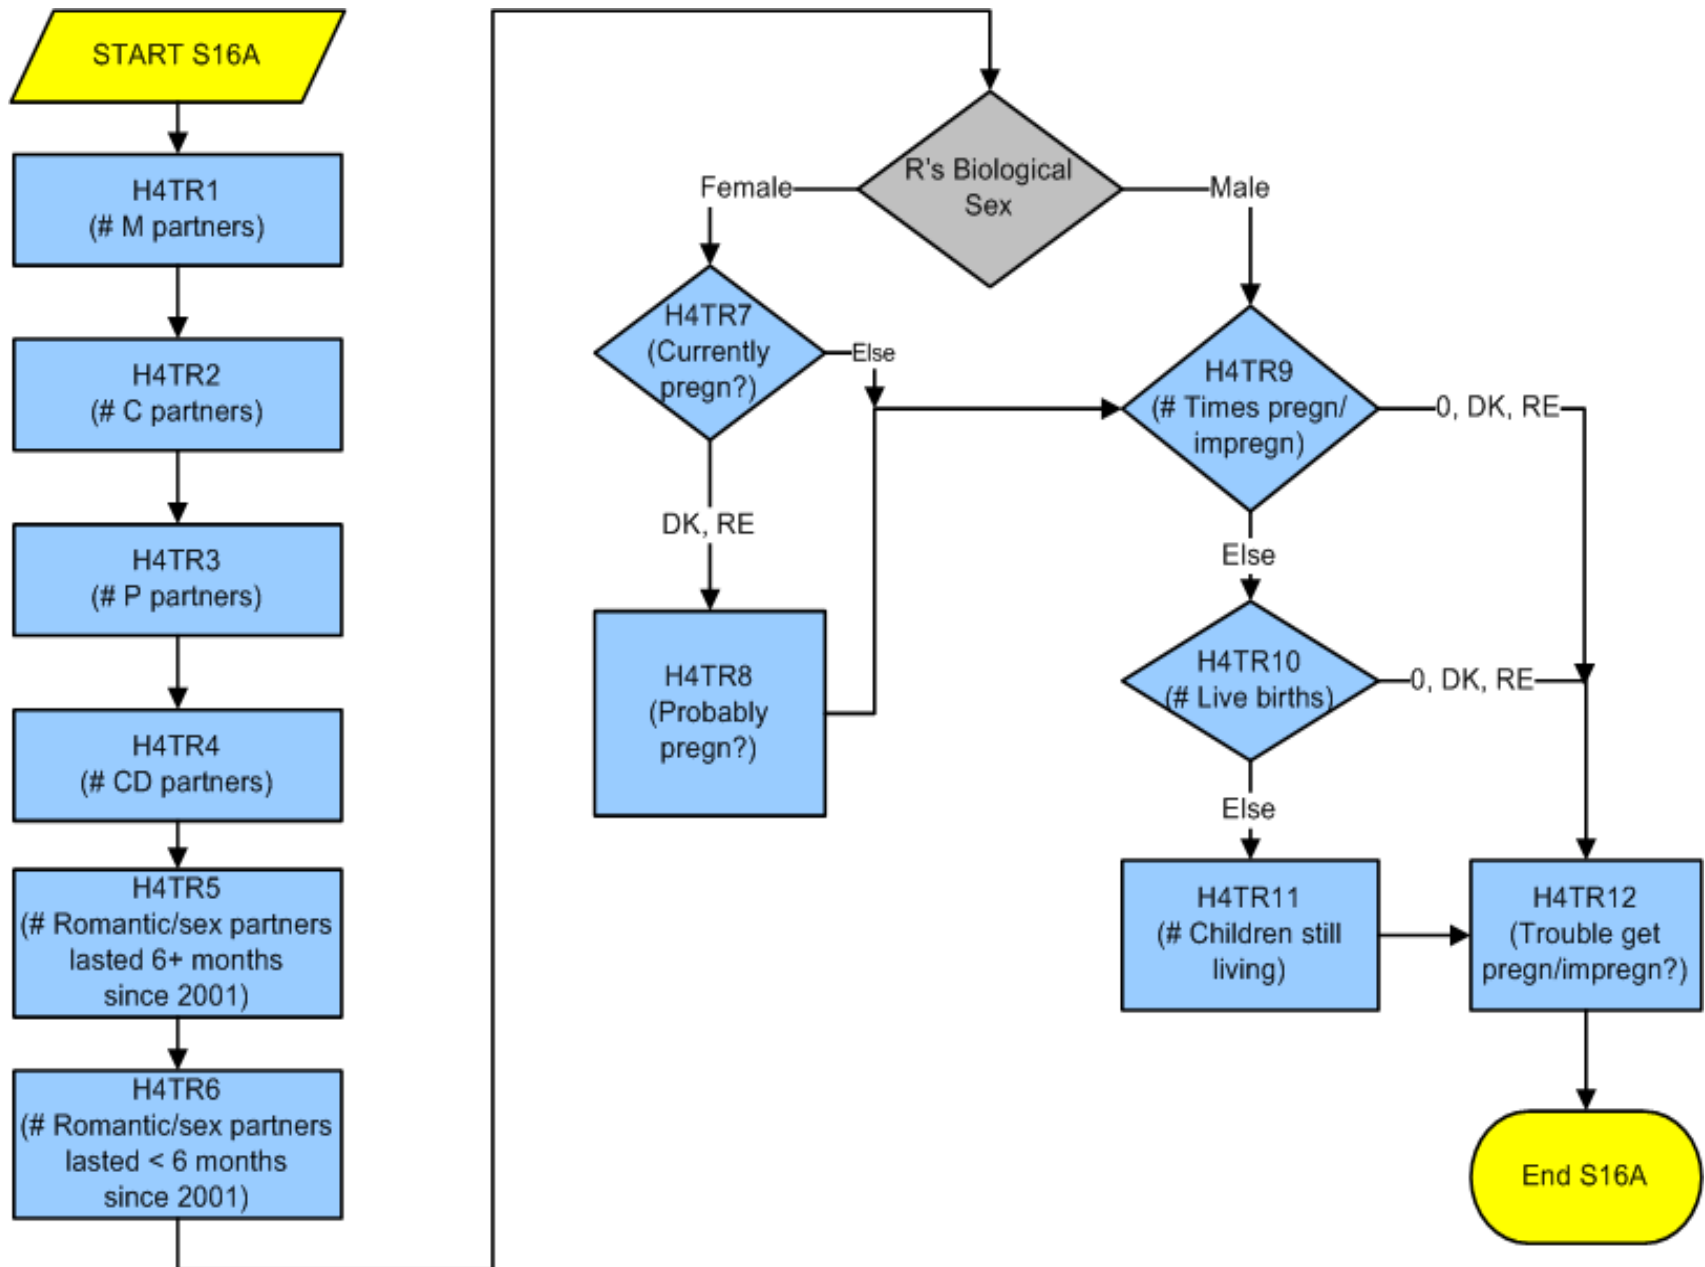 START S16A
H4TR1
(# M partners)
H4TR2
(# C partners)
H4TR3
(# P partners)
H4TR4
(# CD partners)
H4TR5
(# Romantic/sex partners
lasted 6+ months
since 2001)
H4TR6
(# Romantic/sex partners
lasted < 6 months
since 2001)
R's Biological
Sex
Female
Male
H4TR7
(Currently
pregn?)
Else
DK, RE
H4TR8
(Probably
pregn?)
H4TR9
(# Times pregn/
impregn)
0, DK, RE
Else
H4TR10
(# Live births)
0, DK, RE
Else
H4TR11
(# Children still
living)
H4TR12
(Trouble get
pregn/impregn?)
End S16A